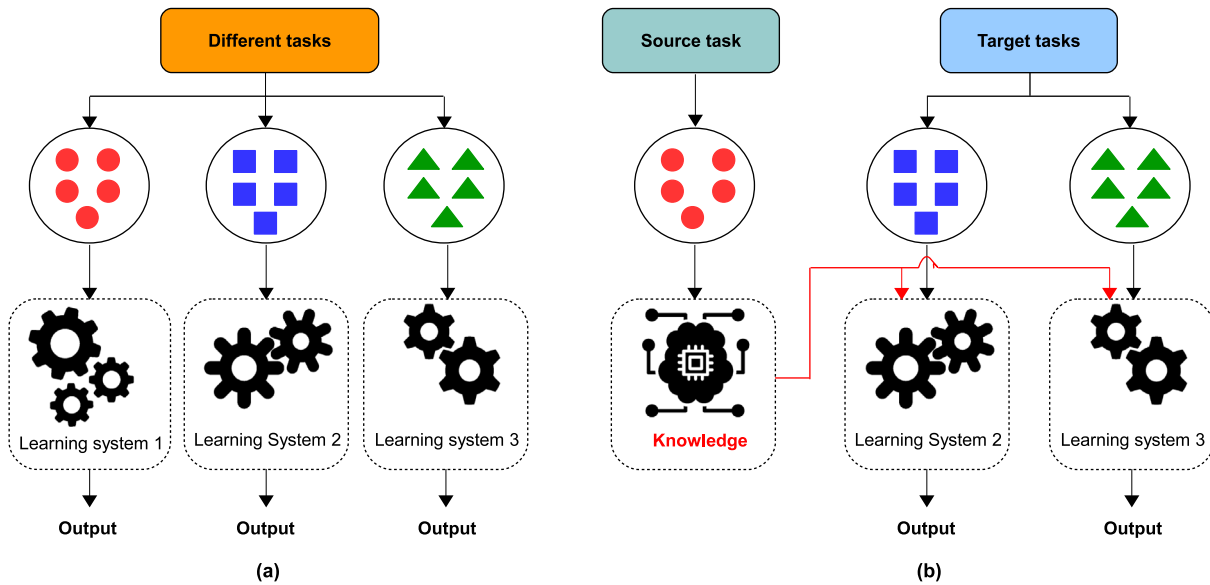 Different tasks
Source task
Target tasks
Learning system 1
Learning System 2
Learning system 3
Knowledge
Learning System 2
Learning system 3
Output
Output
Output
Output
Output
(a)
(b)